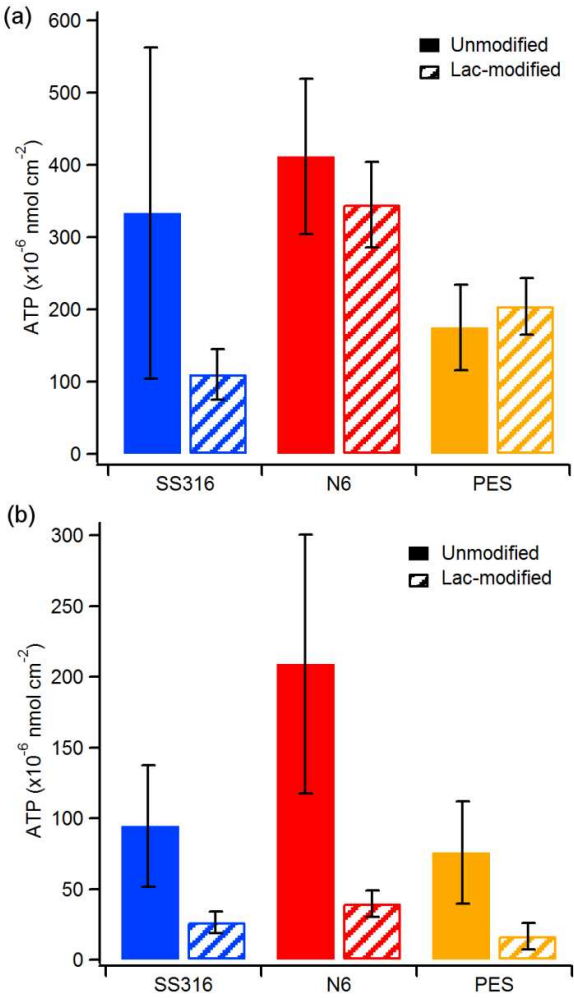 (a)
600
500
400
300
200
100
0
ATP (x10⁻⁶ nmol cm⁻²)
Unmodified
Lac-modified
SS316 N6 PES
(b)
300
250
200
150
100
50
0
ATP (x10⁻⁶ nmol cm⁻²)
Unmodified
Lac-modified
SS316 N6 PES